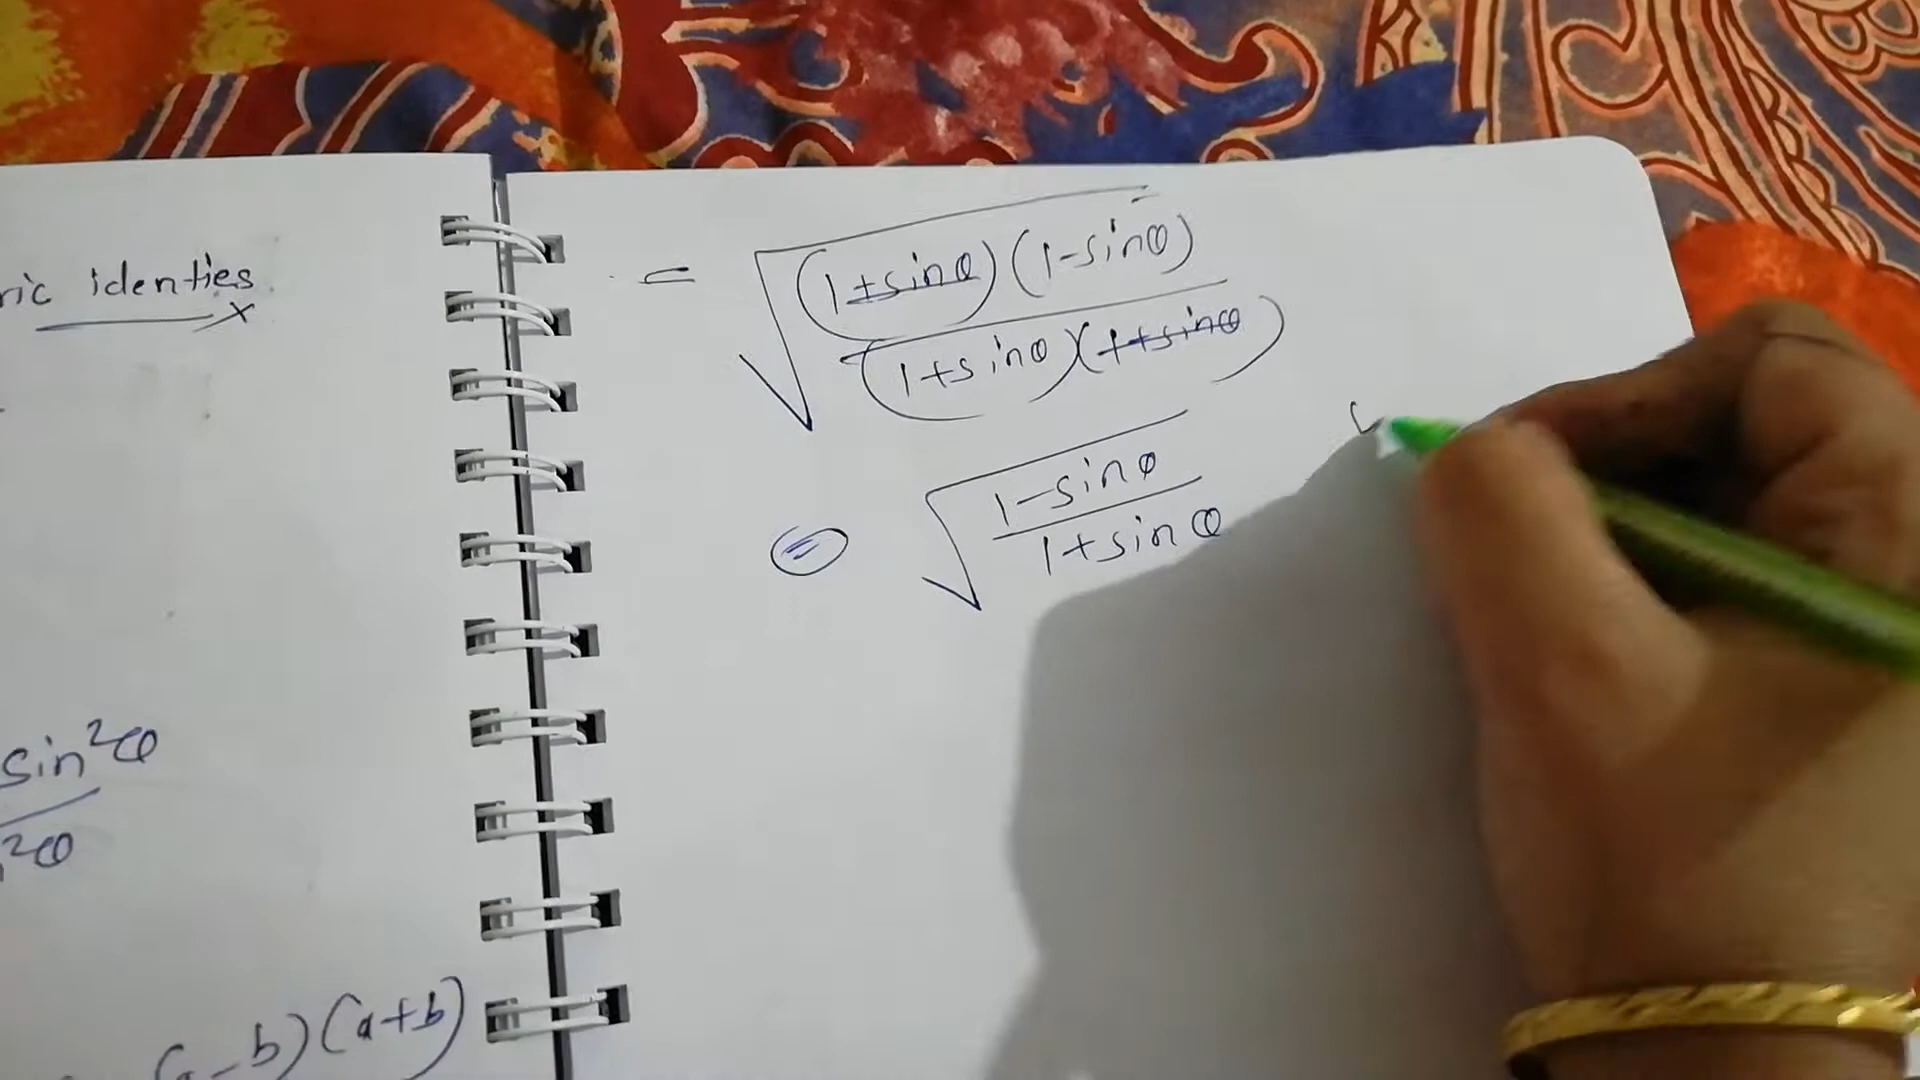 ric identies
sin²θ
²θ
b)(a+b)
= √((1+sinθ)(1-sinθ)
(1+sinθ)(1+sinθ))
= √(1-sinθ
1+sinθ)